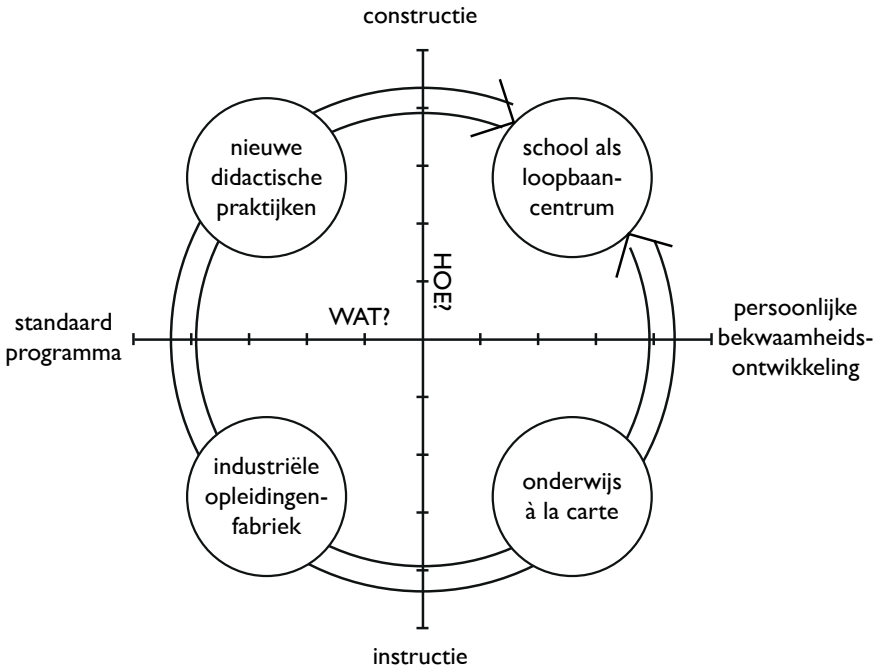 constructie
nieuwe
didactische
praktijken
school als
loopbaan-
centrum
HOE?
WAT?
standaard
programma
persoonlijke
bekwaamheids-
ontwikkeling
industriële
opleidingen-
fabriek
onderwijs
à la carte
instructie